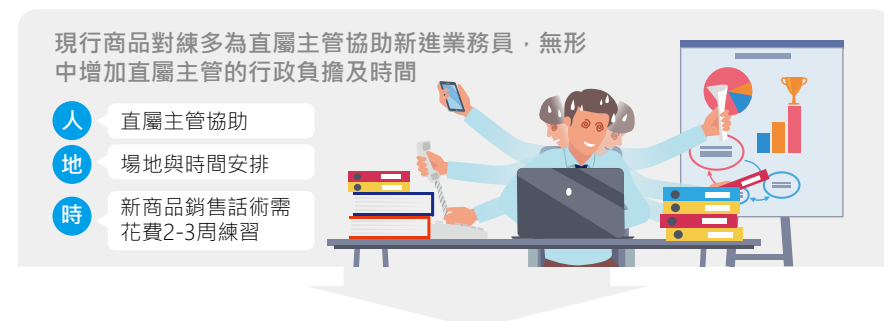 現行商品對練多為直屬主管協助新進業務員，無形
中增加直屬主管的行政負擔及時間
人 直屬主管協助
地 場地與時間安排
時 新商品銷售話術需
花費2-3周練習